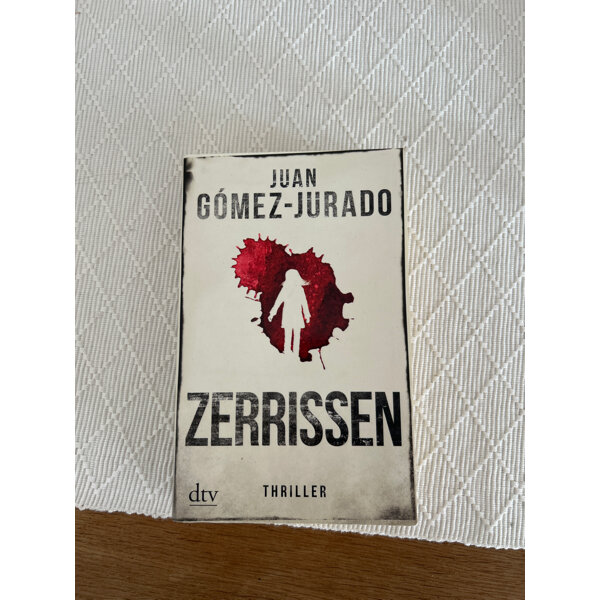 JUAN
GÓMEZ-JURADO
ZERRISSEN
THRILLER
dtv